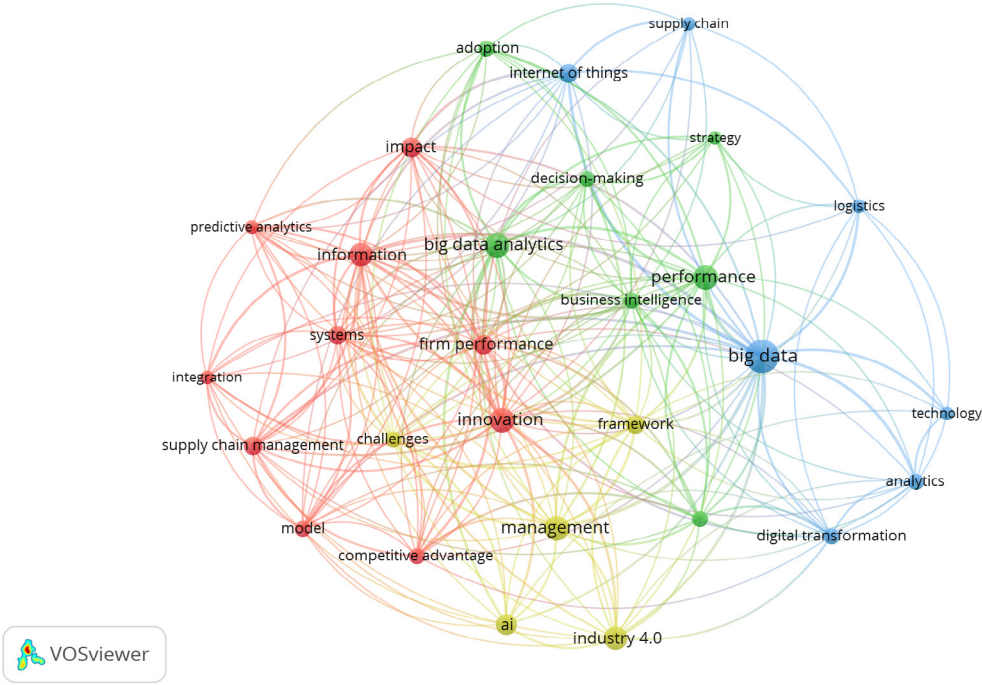 supply chain
adoption
internet of things
strategy
impact
decision-making
logistics
predictive analytics
big data analytics
information
performance
business intelligence
systems
firm performance
big data
integration
technology
innovation
framework
challenges
supply chain management
analytics
management
model
digital transformation
competitive advantage
ai
industry 4.0
VOSviewer